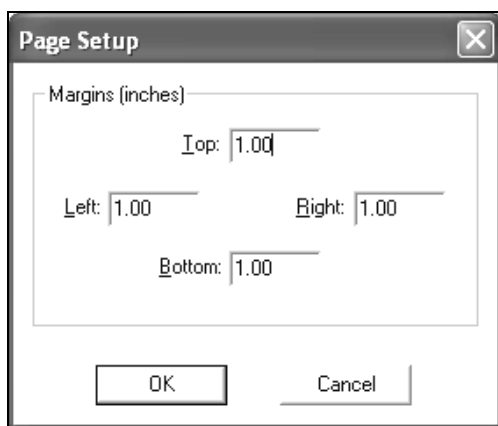 Page Setup
Margins (inches)
Top: 1.00
Left: 1.00 Right: 1.00
Bottom: 1.00
OK Cancel